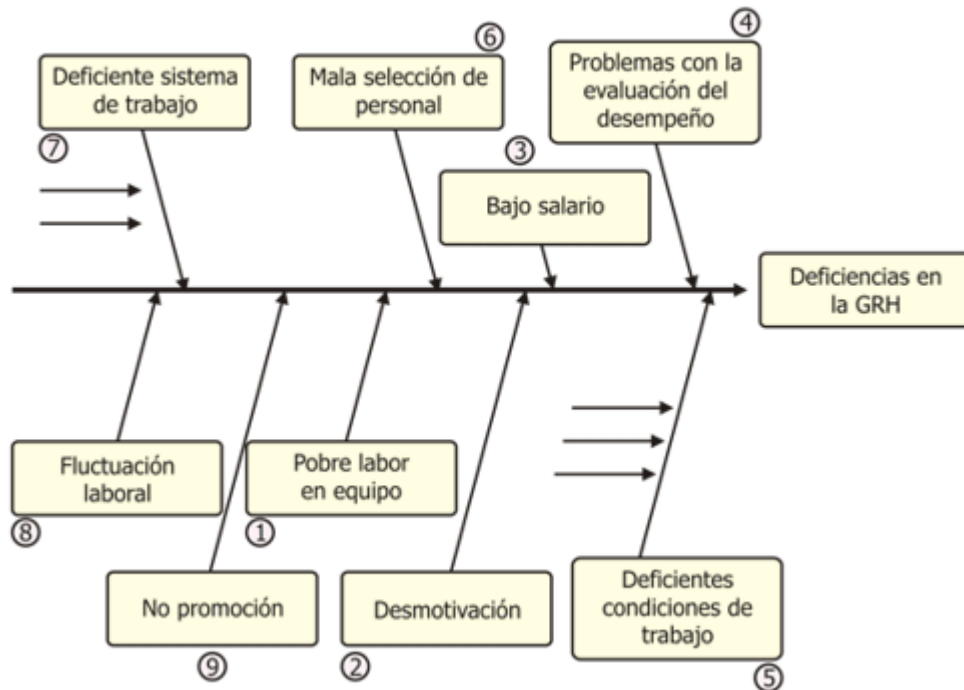 ⑥
④
Deficiente sistema
de trabajo
⑦
Mala selección de
personal
Problemas con la
evaluación del
desempeño
③
Bajo salario
Deficiencias en
la GRH
Fluctuación
laboral
⑧
Pobre labor
en equipo
①
No promoción
⑨
Desmotivación
②
Deficientes
condiciones de
trabajo
⑤